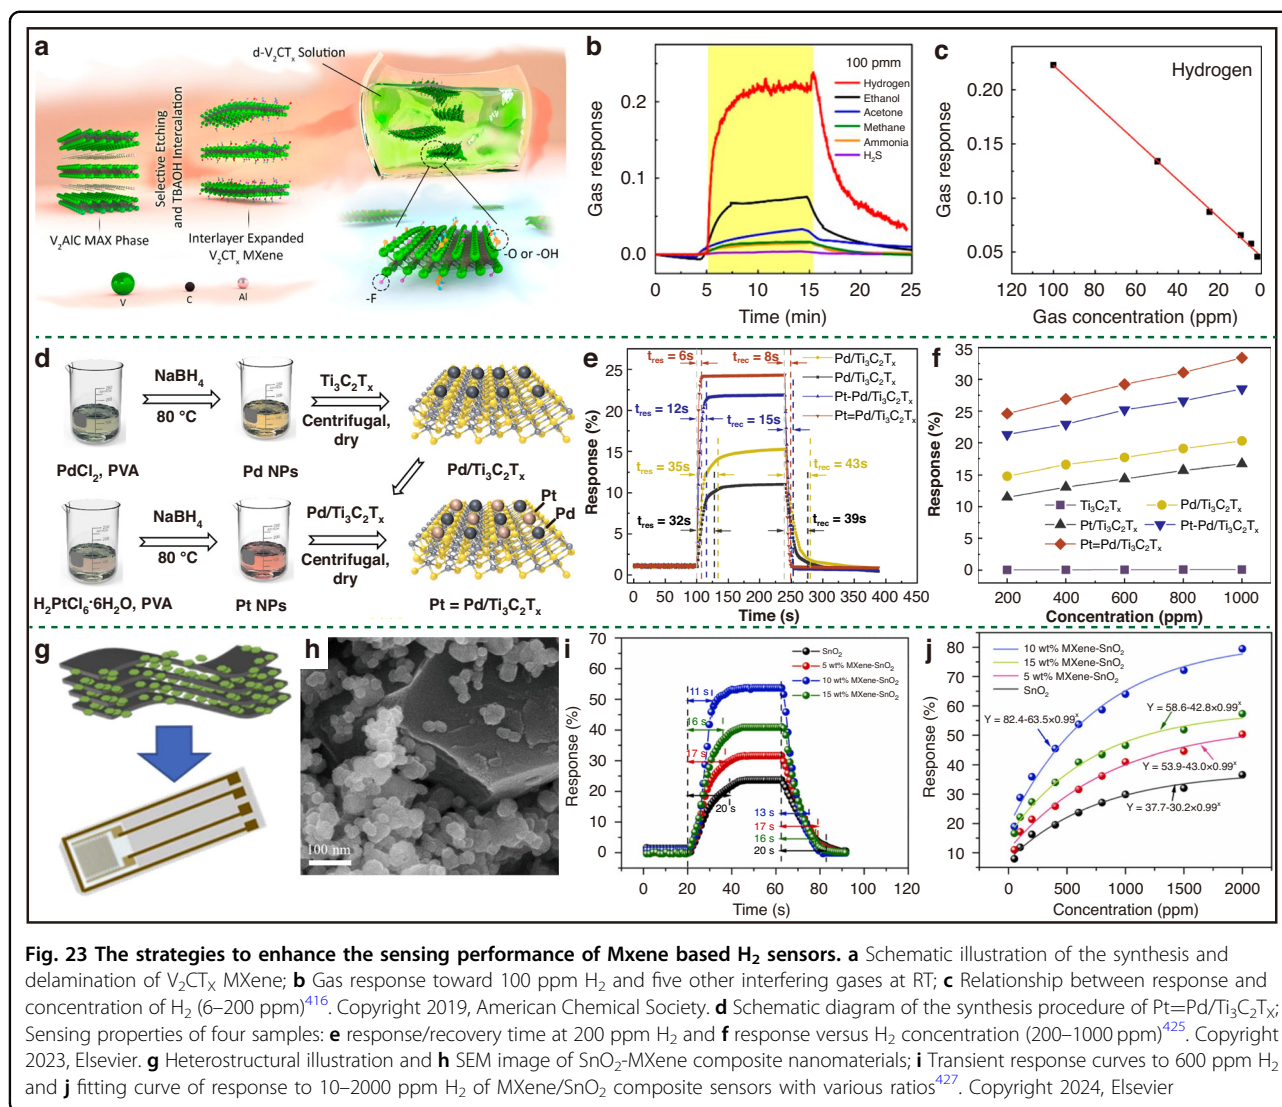 a
d-V₂CTₓ Solution
Selective Etching
and TBAOH Intercalation
V₂AlC MAX Phase
Interlayer Expanded
V₂CTₓ MXene
-O or -OH
-F
V
C
Al
b
100 pmm
Hydrogen
Ethanol
Acetone
Methane
Ammonia
H₂S
Gas response
0.2
0.1
0.0
0 5 10 15 20 25
Time (min)
c
Hydrogen
Gas response
0.20
0.15
0.10
0.05
120 100 80 60 40 20 0
Gas concentration (ppm)
d
NaBH₄
80 °C
Ti₃C₂Tₓ
Centrifugal,
dry
PdCl₂, PVA
Pd NPs
Pd/Ti₃C₂Tₓ
NaBH₄
80 °C
Pd/Ti₃C₂Tₓ
Centrifugal,
dry
Pt
Pd
H₂PtCl₆·6H₂O, PVA
Pt NPs
Pt = Pd/Ti₃C₂Tₓ
e
t_res = 6s
t_rec = 8s
Pd/Ti₃C₂Tₓ
Pd/Ti₃C₂Tₓ
Pt-Pd/Ti₃C₂Tₓ
Pt=Pd/Ti₃C₂Tₓ
t_res = 12s
t_rec = 15s
t_res = 35s
t_rec = 43s
t_res = 32s
t_rec = 39s
Response (%)
25.0
20.0
15.0
10.0
5.0
0.0
0 50 100 150 200 250 300 350 400 450
Time (s)
f
Response (%)
35
30
25
20
15
10
5
0
Ti₃C₂Tₓ
Pd/Ti₃C₂Tₓ
Pt/Ti₃C₂Tₓ
Pt-Pd/Ti₃C₂Tₓ
Pt=Pd/Ti₃C₂Tₓ
200 400 600 800 1000
Concentration (ppm)
g
h
100 nm
i
SnO₂
5 wt% MXene-SnO₂
10 wt% MXene-SnO₂
15 wt% MXene-SnO₂
11 s
16 s
17 s
20 s
13 s
17 s
16 s
20 s
Response (%)
70
60
50
40
30
20
10
0
0 20 40 60 80 100 120
Time (s)
j
10 wt% MXene-SnO₂
15 wt% MXene-SnO₂
5 wt% MXene-SnO₂
SnO₂
Y = 82.4-63.5×0.99ˣ
Y = 58.6-42.8×0.99ˣ
Y = 53.9-43.0×0.99ˣ
Y = 37.7-30.2×0.99ˣ
Response (%)
80
70
60
50
40
30
20
10
0 500 1000 1500 2000
Concentration (ppm)
Fig. 23 The strategies to enhance the sensing performance of Mxene based H₂ sensors. a Schematic illustration of the synthesis and
delamination of V₂CT_X MXene; b Gas response toward 100 ppm H₂ and five other interfering gases at RT; c Relationship between response and
concentration of H₂ (6–200 ppm)⁴¹⁶. Copyright 2019, American Chemical Society. d Schematic diagram of the synthesis procedure of Pt=Pd/Ti₃C₂T_X;
Sensing properties of four samples: e response/recovery time at 200 ppm H₂ and f response versus H₂ concentration (200–1000 ppm)⁴²⁵. Copyright
2023, Elsevier. g Heterostructural illustration and h SEM image of SnO₂-MXene composite nanomaterials; i Transient response curves to 600 ppm H₂
and j fitting curve of response to 10–2000 ppm H₂ of MXene/SnO₂ composite sensors with various ratios⁴²⁷. Copyright 2024, Elsevier